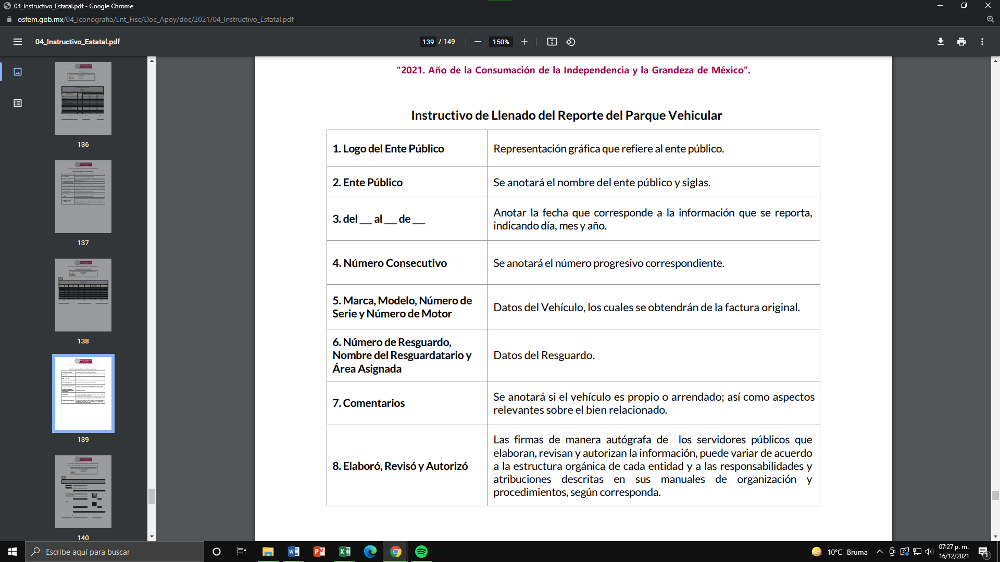 04_Instructivo_Estatal.pdf - Google Chrome
osfem.gob.mx/04_Iconografia/Ent_Fisc/Doc_Apoy/doc/2021/04_Instructivo_Estatal.pdf
04_Instructivo_Estatal.pdf
139 / 149
150%
136
137
138
139
140
"2021. Año de la Consumación de la Independencia y la Grandeza de México".
Instructivo de Llenado del Reporte del Parque Vehicular
1. Logo del Ente Público
Representación gráfica que refiere al ente público.
2. Ente Público
Se anotará el nombre del ente público y siglas.
3. del ___ al ___ de ___
Anotar la fecha que corresponde a la información que se reporta,
indicando día, mes y año.
4. Número Consecutivo
Se anotará el número progresivo correspondiente.
5. Marca, Modelo, Número de
Serie y Número de Motor
Datos del Vehículo, los cuales se obtendrán de la factura original.
6. Número de Resguardo,
Nombre del Resguardatario y
Área Asignada
Datos del Resguardo.
7. Comentarios
Se anotará si el vehículo es propio o arrendado; así como aspectos
relevantes sobre el bien relacionado.
8. Elaboró, Revisó y Autorizó
Las firmas de manera autógrafa de los servidores públicos que
elaboran, revisan y autorizan la información, puede variar de acuerdo
a la estructura orgánica de cada entidad y a las responsabilidades y
atribuciones descritas en sus manuales de organización y
procedimientos, según corresponda.
Escribe aquí para buscar
10°C Bruma
07:27 p. m.
16/12/2021
1